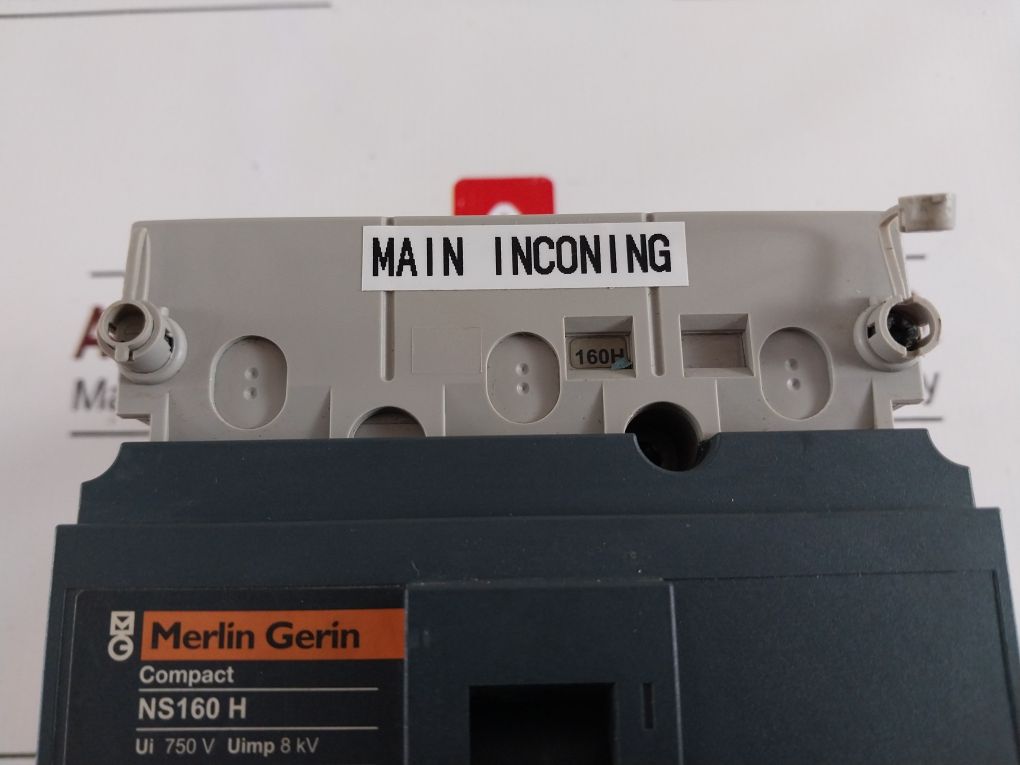 MAIN INCONING
160H
Merlin Gerin
Compact
NS160 H
Ui 750 V Uimp 8 kV